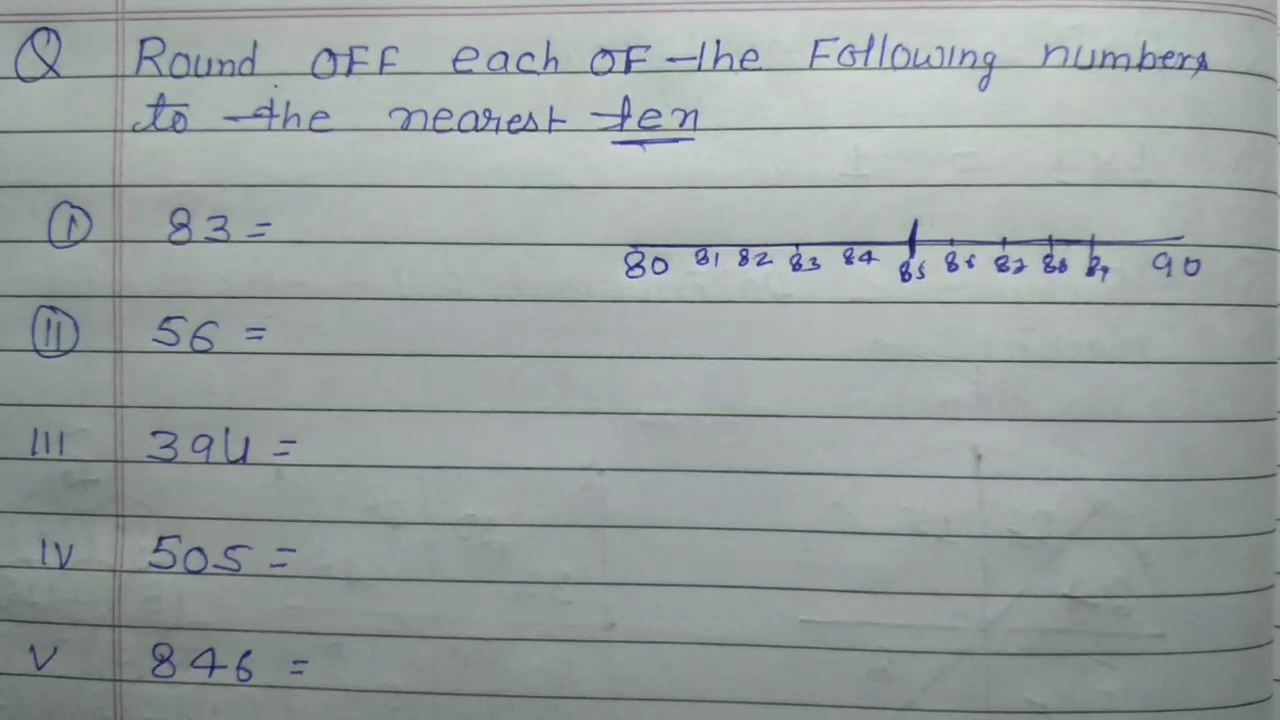 Q Round OFF each OF the Following numbers
to the nearest ten
I 83 =
80 81 82 83 84 85 86 87 88 89 90
II 56 =
III 394 =
IV 505 =
V 846 =